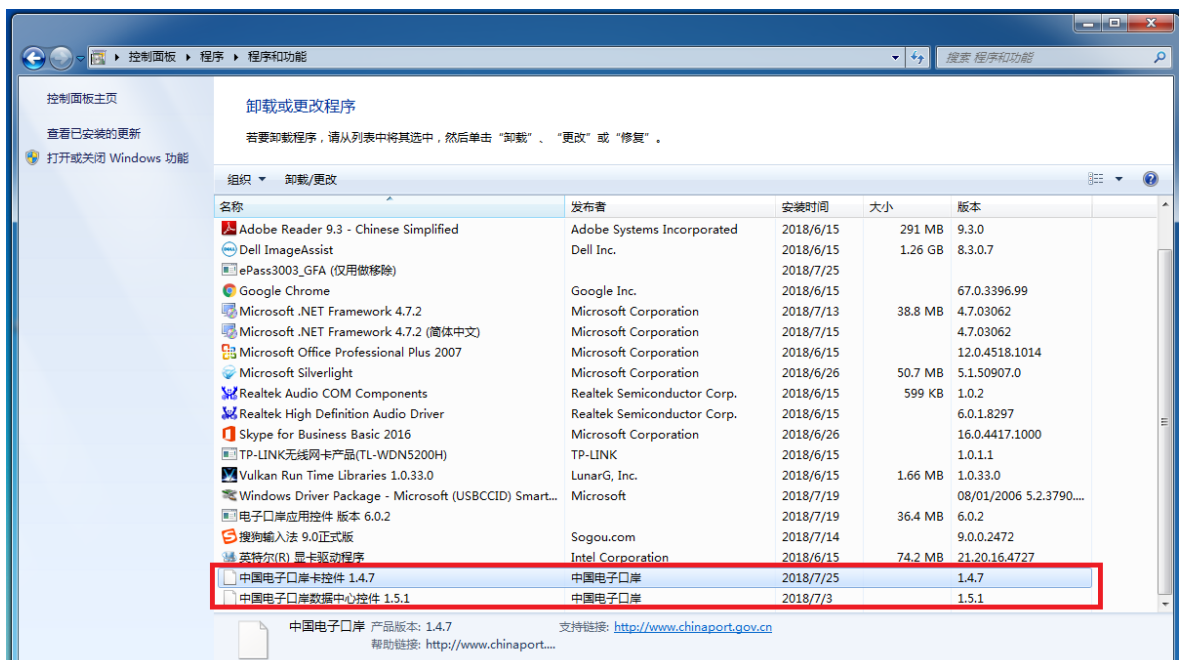 控制面板 ▸ 程序 ▸ 程序和功能
搜索 程序和功能
控制面板主页
查看已安装的更新
打开或关闭 Windows 功能
卸载或更改程序
若要卸载程序，请从列表中将其选中，然后单击“卸载”、“更改”或“修复”。
组织 卸载/更改
名称 发布者 安装时间 大小 版本
Adobe Reader 9.3 - Chinese Simplified Adobe Systems Incorporated 2018/6/15 291 MB 9.3.0
Dell ImageAssist Dell Inc. 2018/6/15 1.26 GB 8.3.0.7
ePass3003_GFA (仅用做移除) 2018/7/25
Google Chrome Google Inc. 2018/6/15 67.0.3396.99
Microsoft .NET Framework 4.7.2 Microsoft Corporation 2018/7/13 38.8 MB 4.7.03062
Microsoft .NET Framework 4.7.2 (简体中文) Microsoft Corporation 2018/7/15 4.7.03062
Microsoft Office Professional Plus 2007 Microsoft Corporation 2018/6/15 12.0.4518.1014
Microsoft Silverlight Microsoft Corporation 2018/6/26 50.7 MB 5.1.50907.0
Realtek Audio COM Components Realtek Semiconductor Corp. 2018/6/15 599 KB 1.0.2
Realtek High Definition Audio Driver Realtek Semiconductor Corp. 2018/6/15 6.0.1.8297
Skype for Business Basic 2016 Microsoft Corporation 2018/6/26 16.0.4417.1000
TP-LINK无线网卡产品(TL-WDN5200H) TP-LINK 2018/6/15 1.0.1.1
Vulkan Run Time Libraries 1.0.33.0 LunarG, Inc. 2018/6/15 1.66 MB 1.0.33.0
Windows Driver Package - Microsoft (USBCCID) Smart... Microsoft 2018/7/19 08/01/2006 5.2.3790....
电子口岸应用控件 版本 6.0.2 2018/7/19 36.4 MB 6.0.2
搜狗输入法 9.0正式版 Sogou.com 2018/7/14 9.0.0.2472
英特尔(R) 显卡驱动程序 Intel Corporation 2018/6/15 74.2 MB 21.20.16.4727
中国电子口岸卡控件 1.4.7 中国电子口岸 2018/7/25 1.4.7
中国电子口岸数据中心控件 1.5.1 中国电子口岸 2018/7/3 1.5.1
中国电子口岸 产品版本: 1.4.7 支持链接: http://www.chinaport.gov.cn
帮助链接: http://www.chinaport....